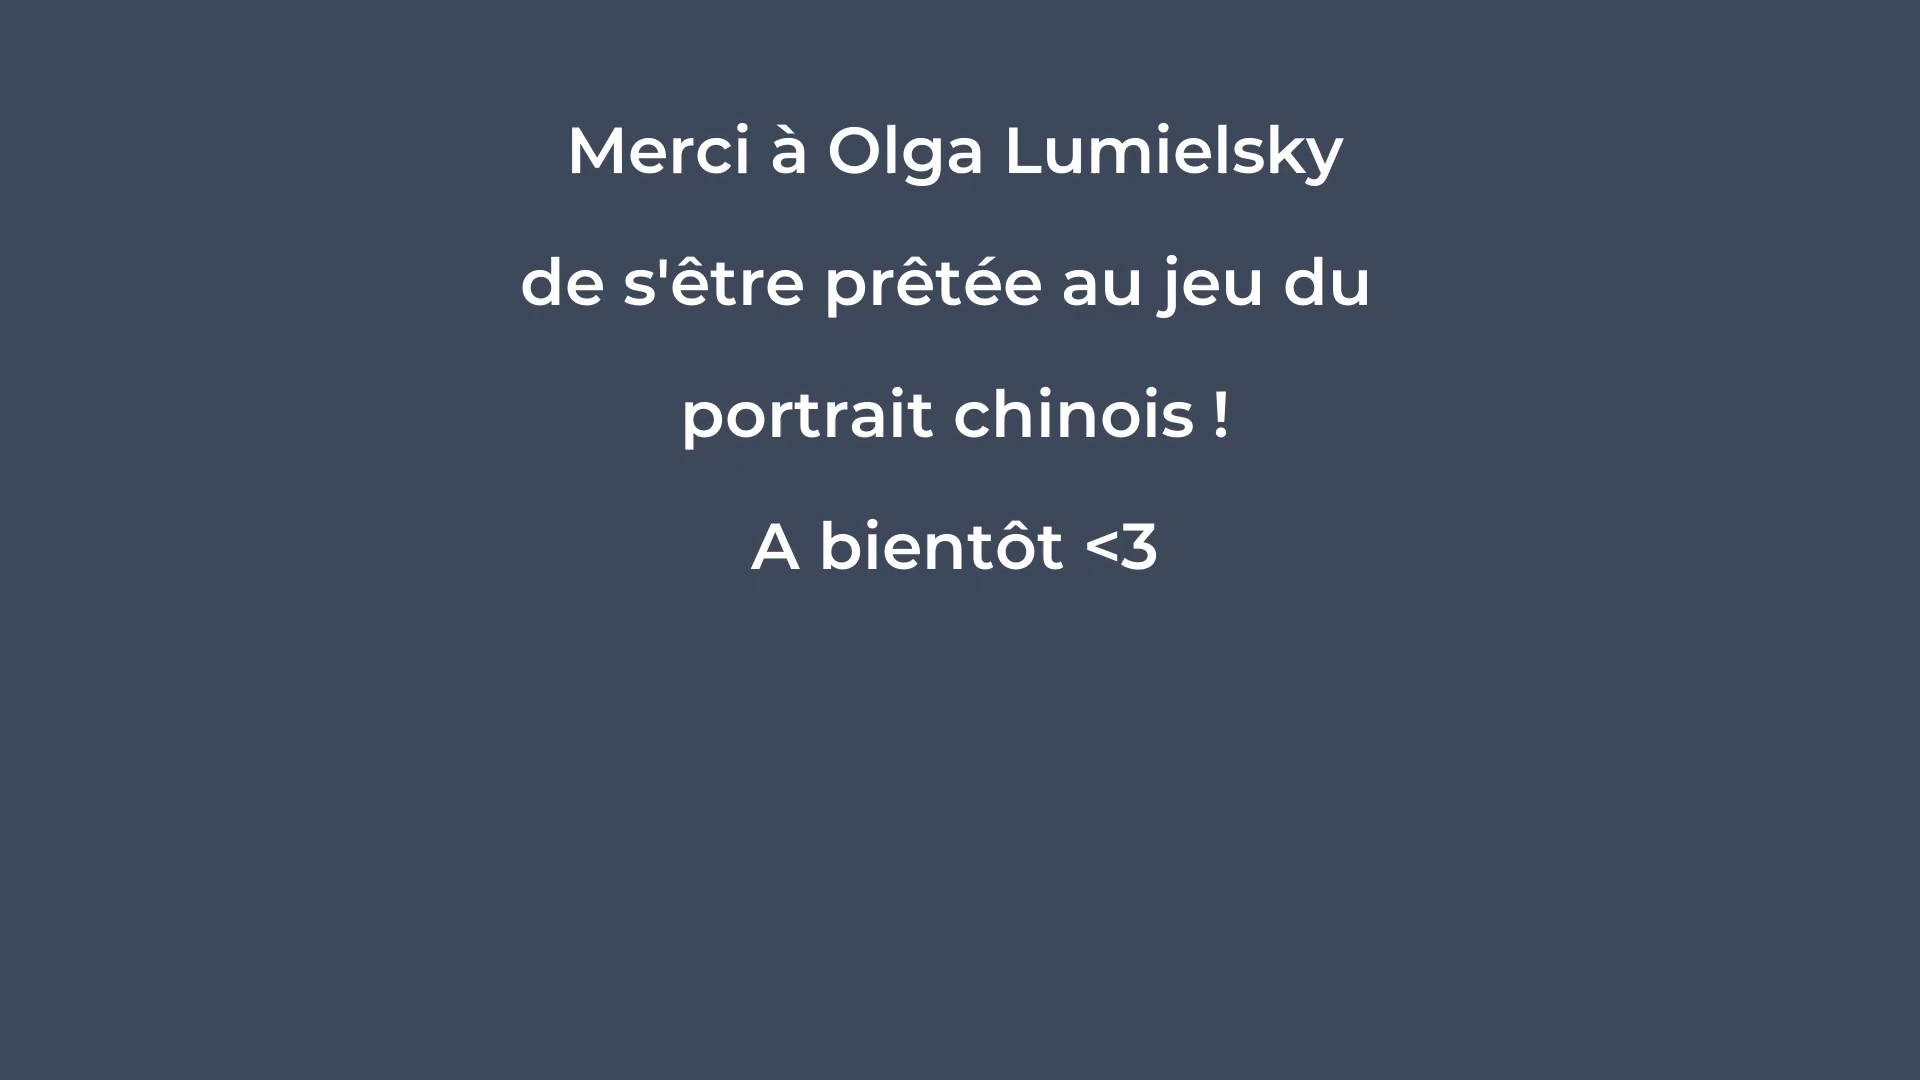 Merci à Olga Lumielsky
de s'être prêtée au jeu du
portrait chinois !
A bientôt <3